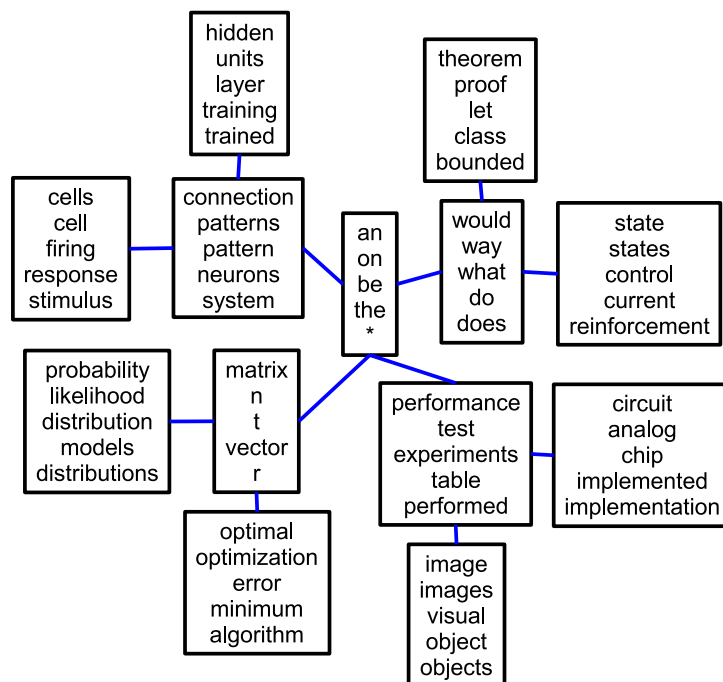 hidden
units
layer
training
trained
theorem
proof
let
class
bounded
cells
cell
firing
response
stimulus
connection
patterns
pattern
neurons
system
an
on
be
the
*
would
way
what
do
does
state
states
control
current
reinforcement
probability
likelihood
distribution
models
distributions
matrix
n
t
vector
r
performance
test
experiments
table
performed
circuit
analog
chip
implemented
implementation
optimal
optimization
error
minimum
algorithm
image
images
visual
object
objects